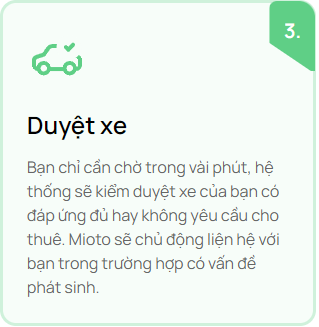 3.
Duyệt xe
Bạn chỉ cần chờ trong vài phút, hệ
thống sẽ kiểm duyệt xe của bạn có
đáp ứng đủ hay không yêu cầu cho
thuê. Mioto sẽ chủ động liện hệ với
bạn trong trường hợp có vấn đề
phát sinh.